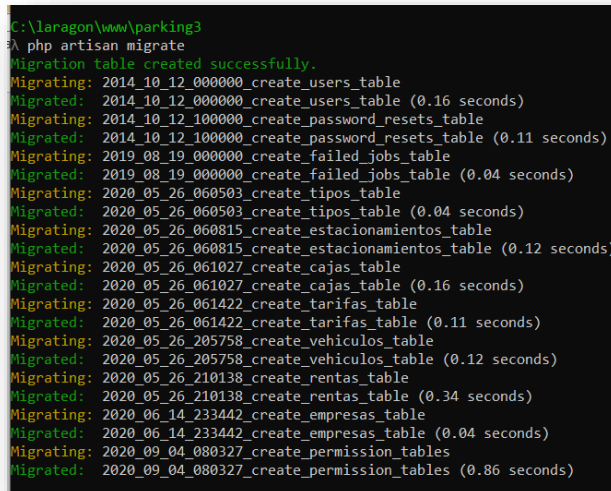 C:\laragon\www\parking3
λ php artisan migrate
Migration table created successfully.
Migrating: 2014_10_12_000000_create_users_table
Migrated:  2014_10_12_000000_create_users_table (0.16 seconds)
Migrating: 2014_10_12_100000_create_password_resets_table
Migrated:  2014_10_12_100000_create_password_resets_table (0.11 seconds)
Migrating: 2019_08_19_000000_create_failed_jobs_table
Migrated:  2019_08_19_000000_create_failed_jobs_table (0.04 seconds)
Migrating: 2020_05_26_060503_create_tipos_table
Migrated:  2020_05_26_060503_create_tipos_table (0.04 seconds)
Migrating: 2020_05_26_060815_create_estacionamientos_table
Migrated:  2020_05_26_060815_create_estacionamientos_table (0.12 seconds)
Migrating: 2020_05_26_061027_create_cajas_table
Migrated:  2020_05_26_061027_create_cajas_table (0.16 seconds)
Migrating: 2020_05_26_061422_create_tarifas_table
Migrated:  2020_05_26_061422_create_tarifas_table (0.11 seconds)
Migrating: 2020_05_26_205758_create_vehiculos_table
Migrated:  2020_05_26_205758_create_vehiculos_table (0.12 seconds)
Migrating: 2020_05_26_210138_create_rentas_table
Migrated:  2020_05_26_210138_create_rentas_table (0.34 seconds)
Migrating: 2020_06_14_233442_create_empresas_table
Migrated:  2020_06_14_233442_create_empresas_table (0.04 seconds)
Migrating: 2020_09_04_080327_create_permission_tables
Migrated:  2020_09_04_080327_create_permission_tables (0.86 seconds)